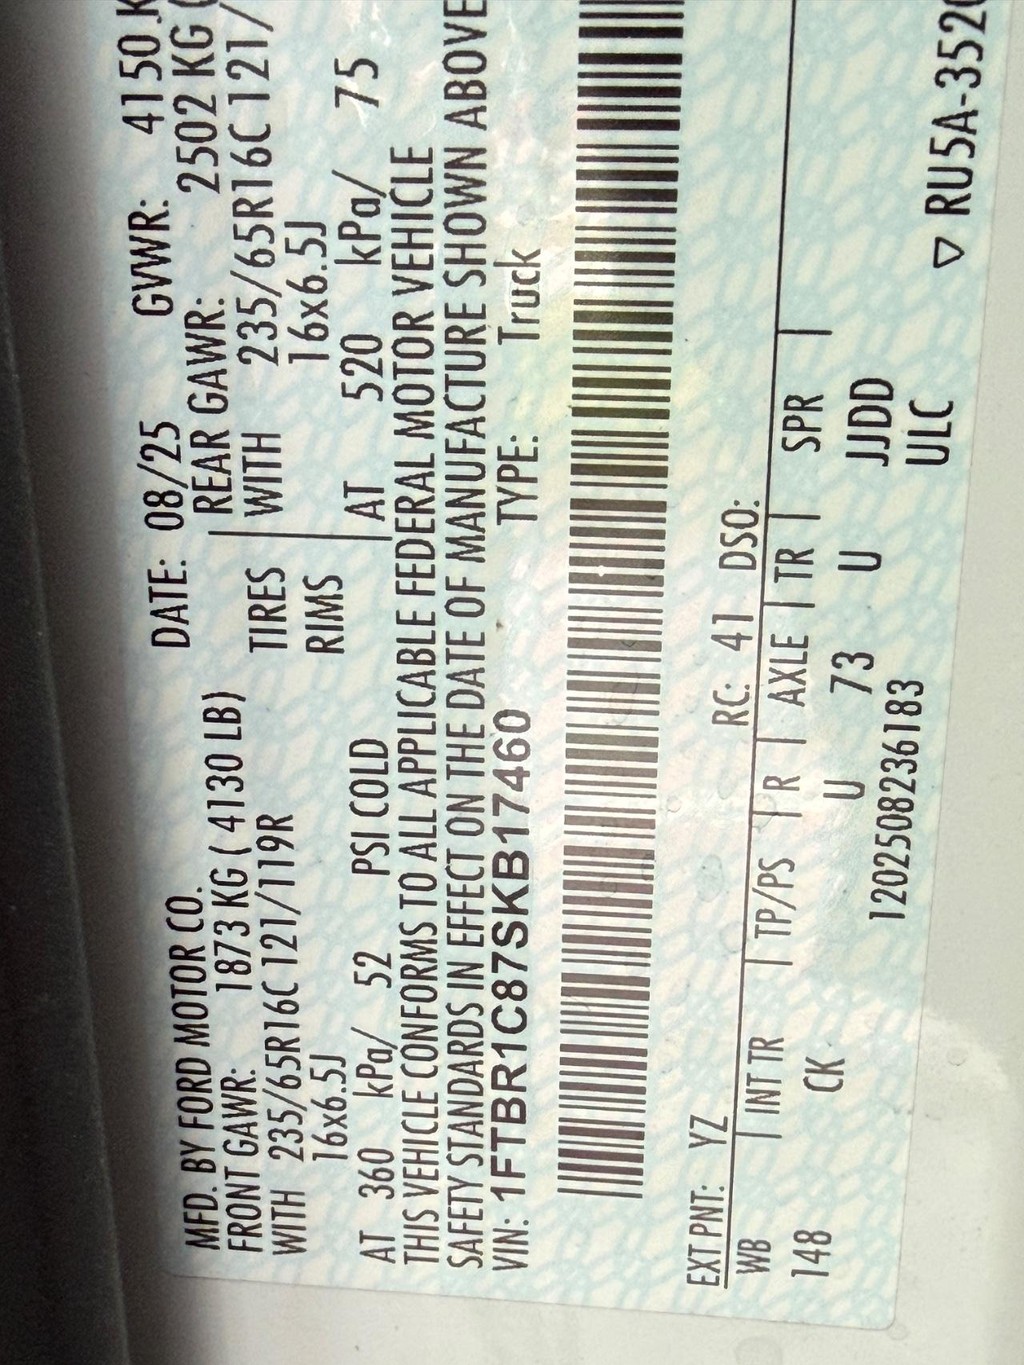 MFD. BY FORD MOTOR CO. DATE: 08/25 GVWR: 4150
FRONT GAWR: 1873 KG ( 4130 LB) REAR GAWR: 2502 KG
WITH 235/65R16C 121/119R TIRES WITH 235/65R16C 121/
16x6.5J RIMS 16x6.5J
AT 360 kPa/ 52 PSI COLD AT 520 kPa/ 75
THIS VEHICLE CONFORMS TO ALL APPLICABLE FEDERAL MOTOR VEHICLE
SAFETY STANDARDS IN EFFECT ON THE DATE OF MANUFACTURE SHOWN ABOVE
VIN: 1FTBR1C87SKB17460 TYPE: Truck
EXT PNT: YZ RC: 41 DSO:
WB INT TR TP/PS R AXLE TR SPR
148 CK U 73 U JJDD
120250823618 3 ULC
▽ RU5A-352